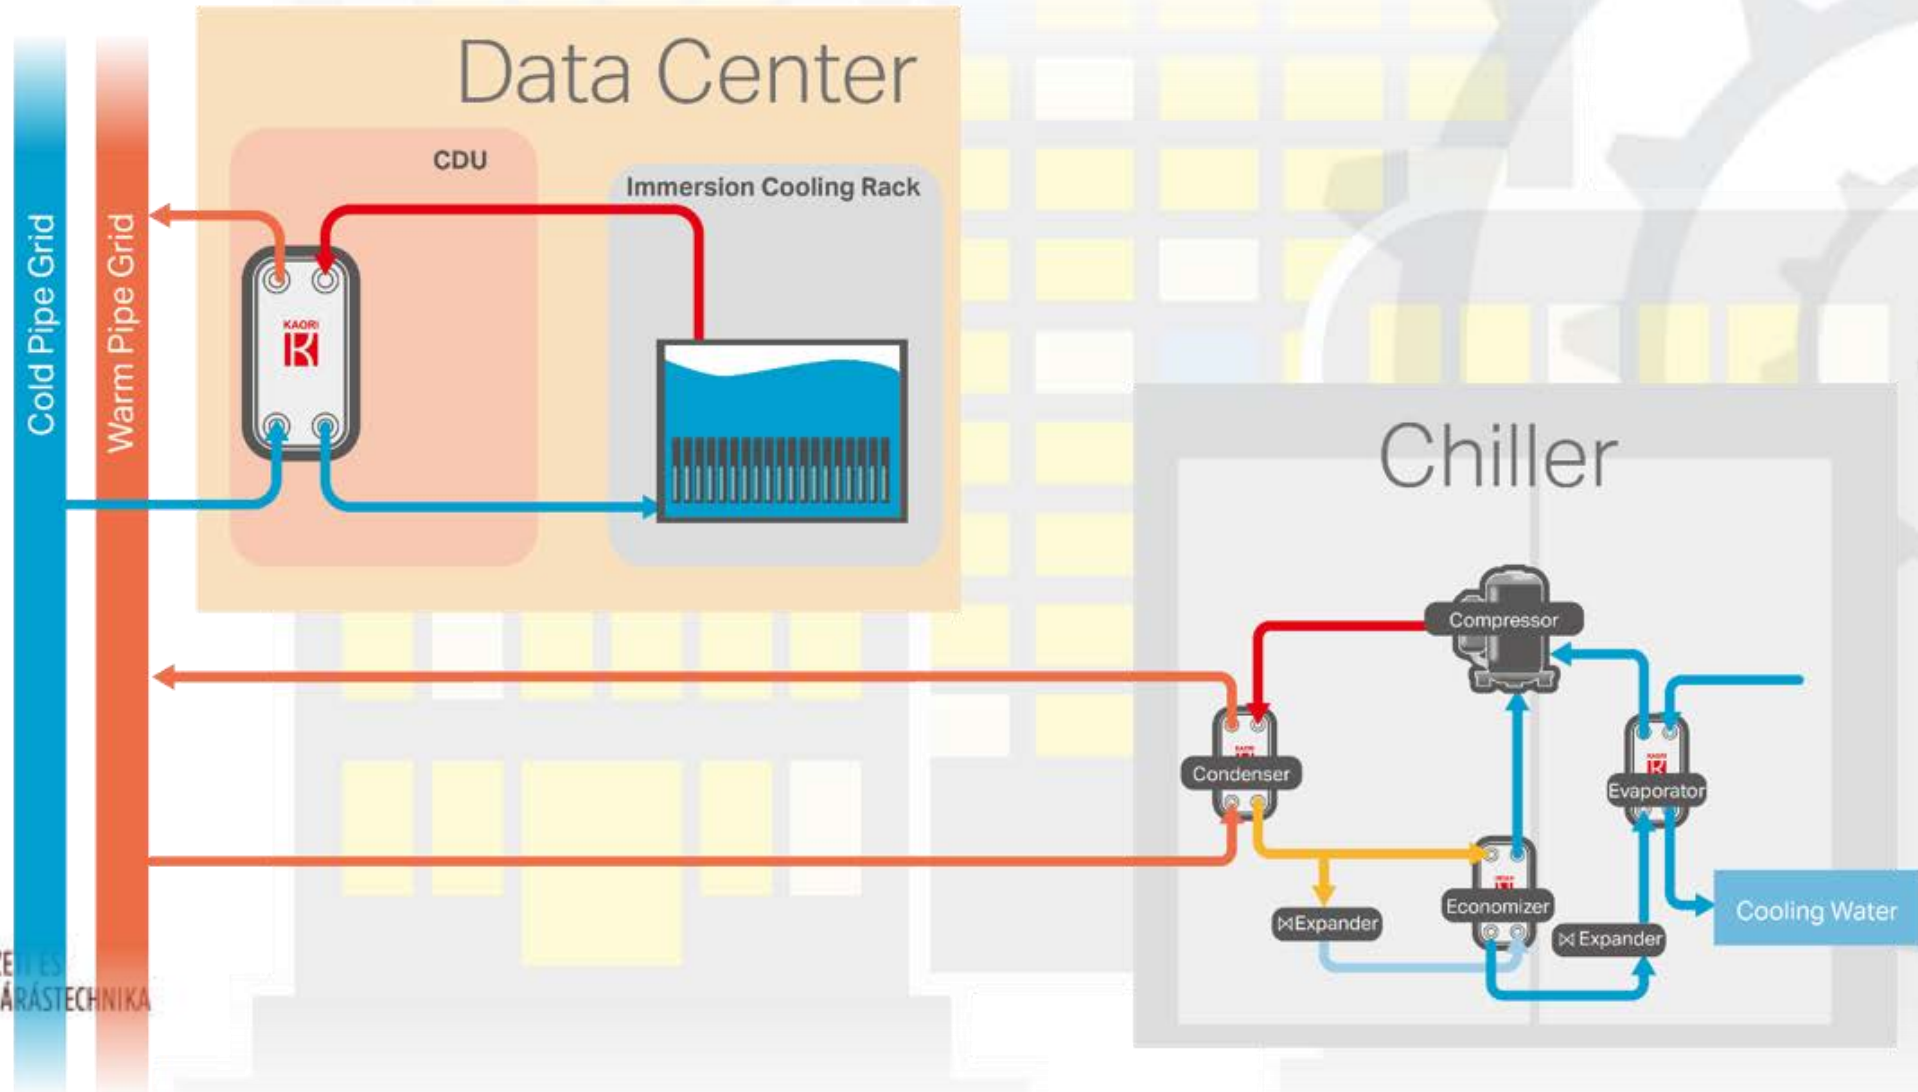 Data Center
CDU
Immersion Cooling Rack
Cold Pipe Grid
Warm Pipe Grid
KAORI
Chiller
Compressor
Condenser
Evaporator
Economizer
Expander
Expander
Cooling Water
ÁRÁSTECHNIKA